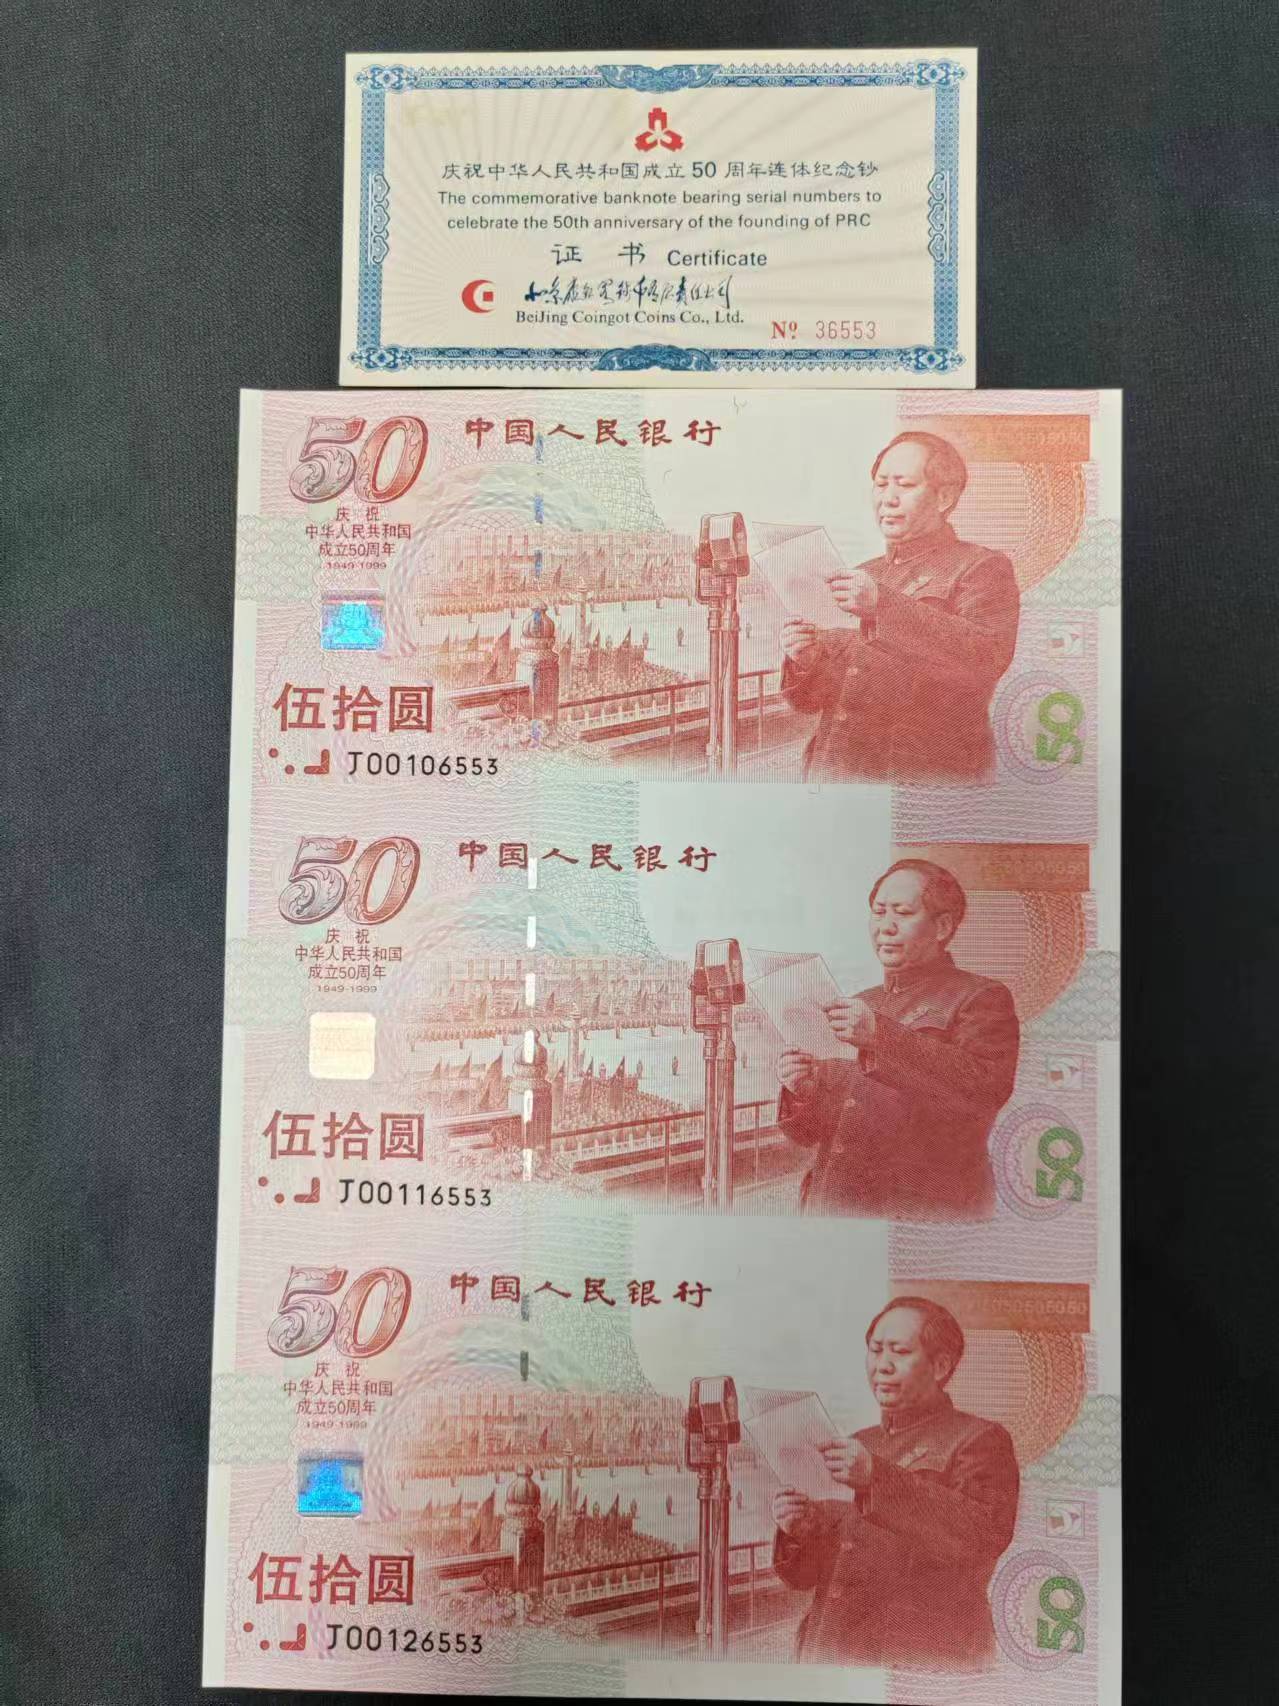 庆祝中华人民共和国成立 50 周年连体纪念钞
The commemorative banknote bearing serial numbers to
celebrate the 50th anniversary of the founding of PRC
证 书 Certificate
BeiJing Coingot Coins Co., Ltd.
Nº 36553
50
中国人民银行
庆 祝
中华人民共和国
成立50周年
1949-1999
伍拾圆
J00106553
50
50
中国人民银行
庆 祝
中华人民共和国
成立50周年
1949-1999
伍拾圆
J00116553
50
50
中国人民银行
庆 祝
中华人民共和国
成立50周年
1949-1999
伍拾圆
J00126553
50